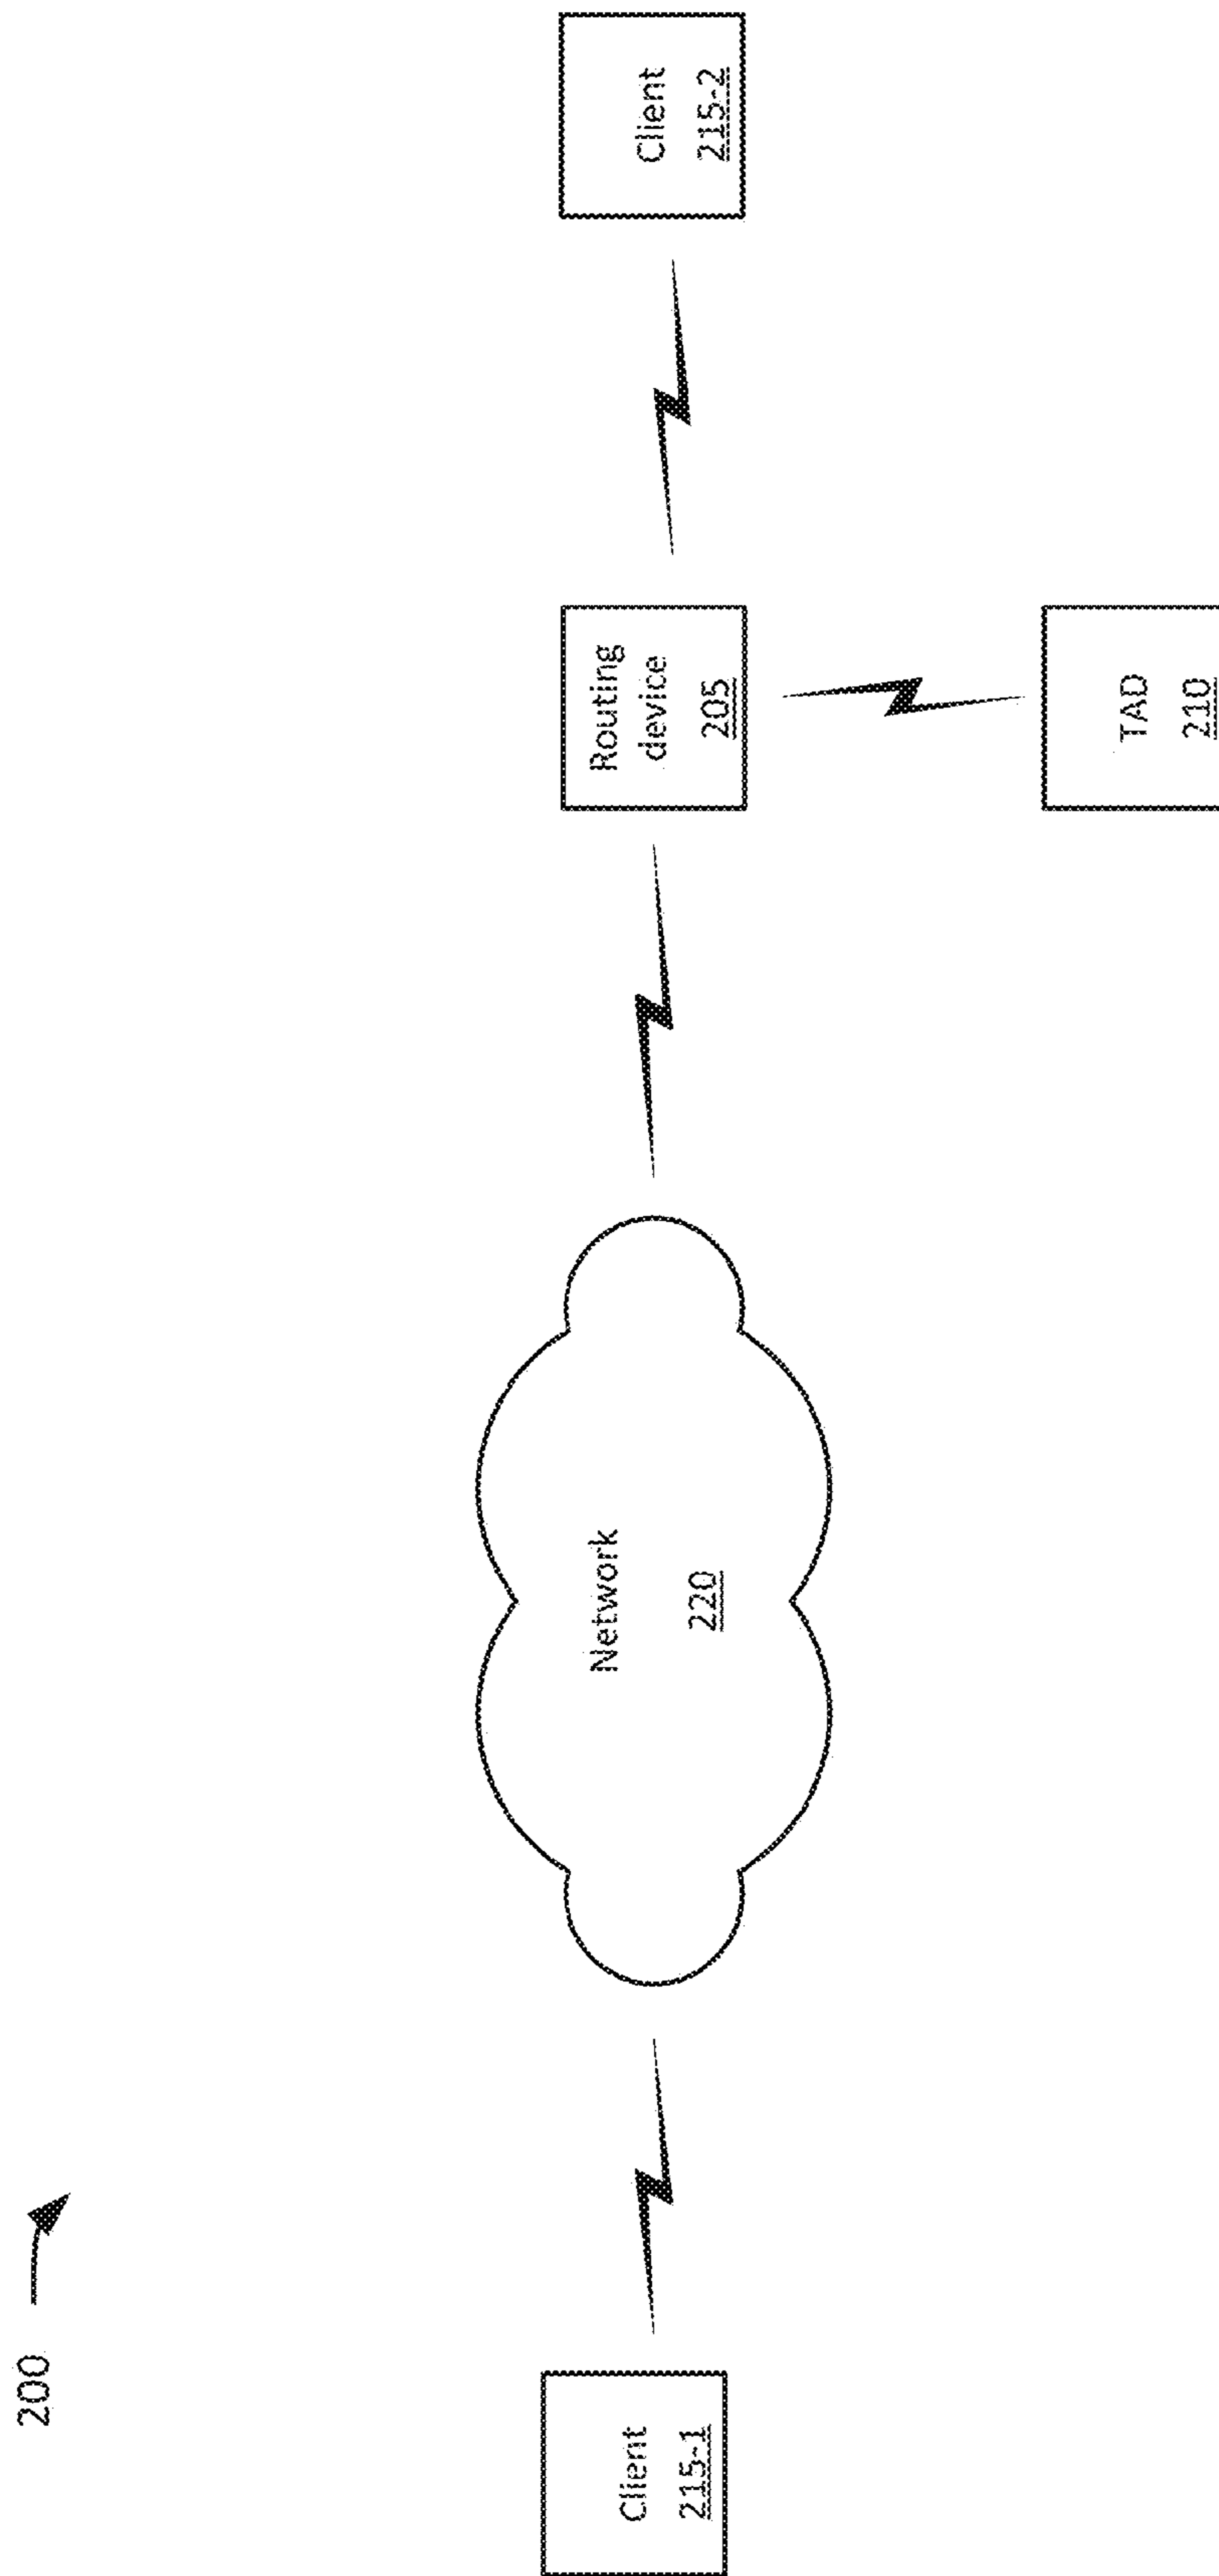 200
Client
215-1
Network
220
Routing
device
205
Client
215-2
TAD
210